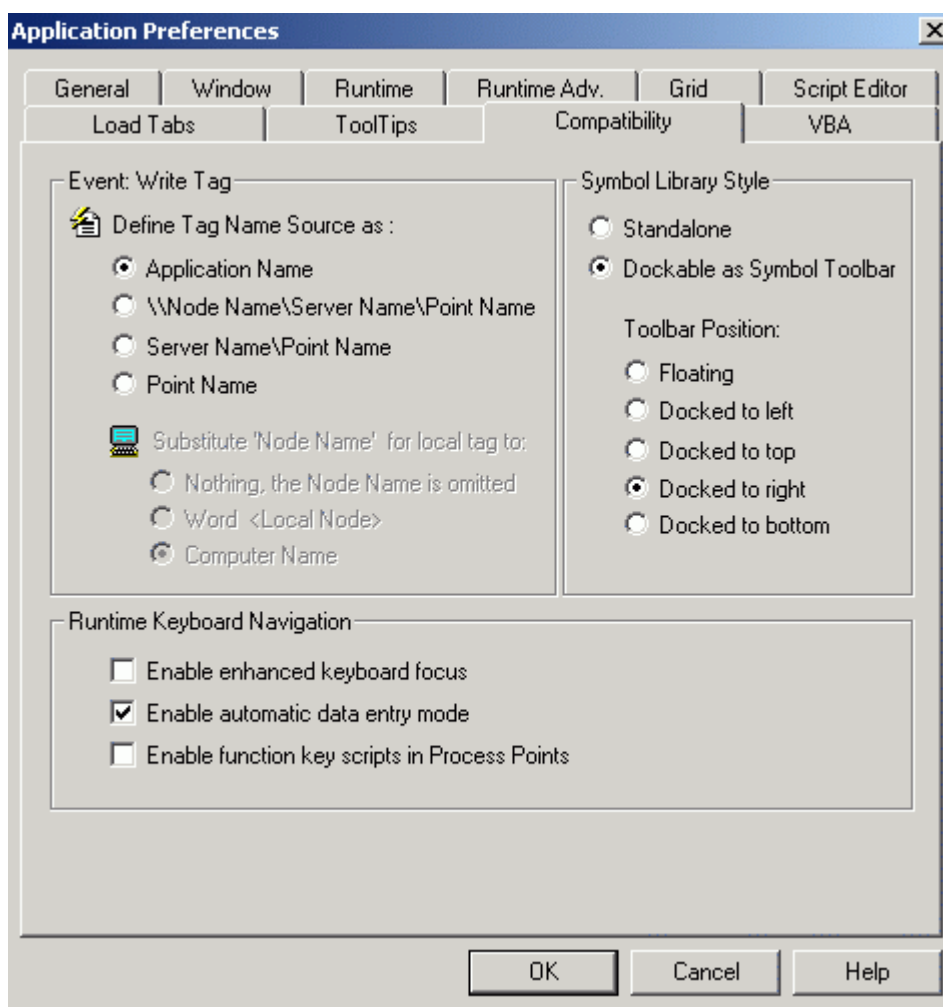 Application Preferences
General Window Runtime Runtime Adv. Grid Script Editor
Load Tabs ToolTips Compatibility VBA
Event: Write Tag
Define Tag Name Source as :
Application Name
\\Node Name\Server Name\Point Name
Server Name\Point Name
Point Name
Substitute 'Node Name' for local tag to:
Nothing, the Node Name is omitted
Word <Local Node>
Computer Name
Symbol Library Style
Standalone
Dockable as Symbol Toolbar
Toolbar Position:
Floating
Docked to left
Docked to top
Docked to right
Docked to bottom
Runtime Keyboard Navigation
Enable enhanced keyboard focus
Enable automatic data entry mode
Enable function key scripts in Process Points
OK Cancel Help